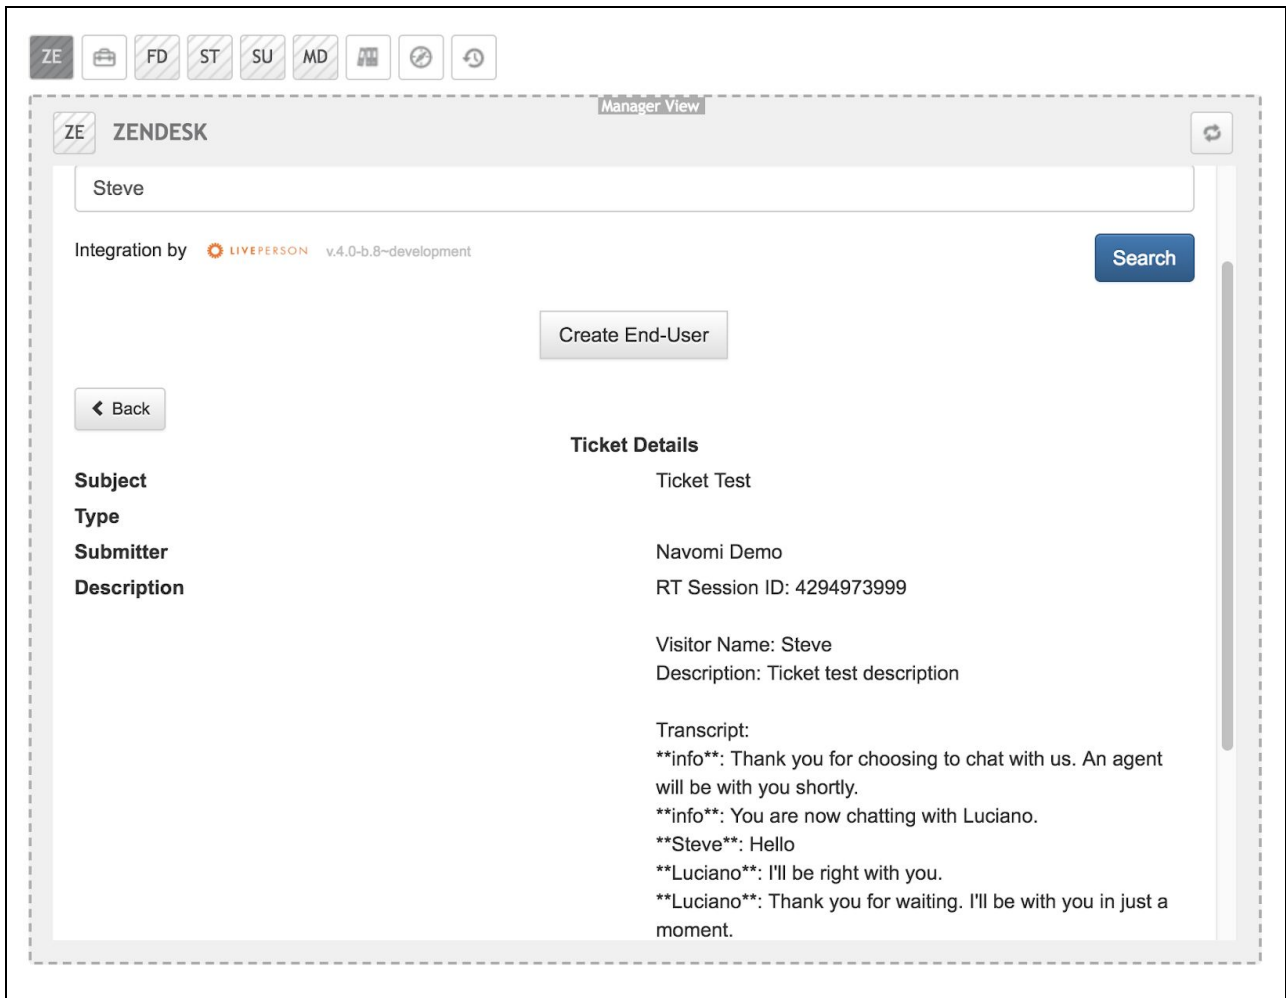 ZE FD ST SU MD
Manager View
ZE ZENDESK
Steve
Integration by LIVEPERSON v.4.0-b.8~development
Search
Create End-User
Back
Ticket Details
Subject Ticket Test
Type
Submitter Navomi Demo
Description RT Session ID: 4294973999
Visitor Name: Steve
Description: Ticket test description
Transcript:
**info**: Thank you for choosing to chat with us. An agent
will be with you shortly.
**info**: You are now chatting with Luciano.
**Steve**: Hello
**Luciano**: I'll be right with you.
**Luciano**: Thank you for waiting. I'll be with you in just a
moment.